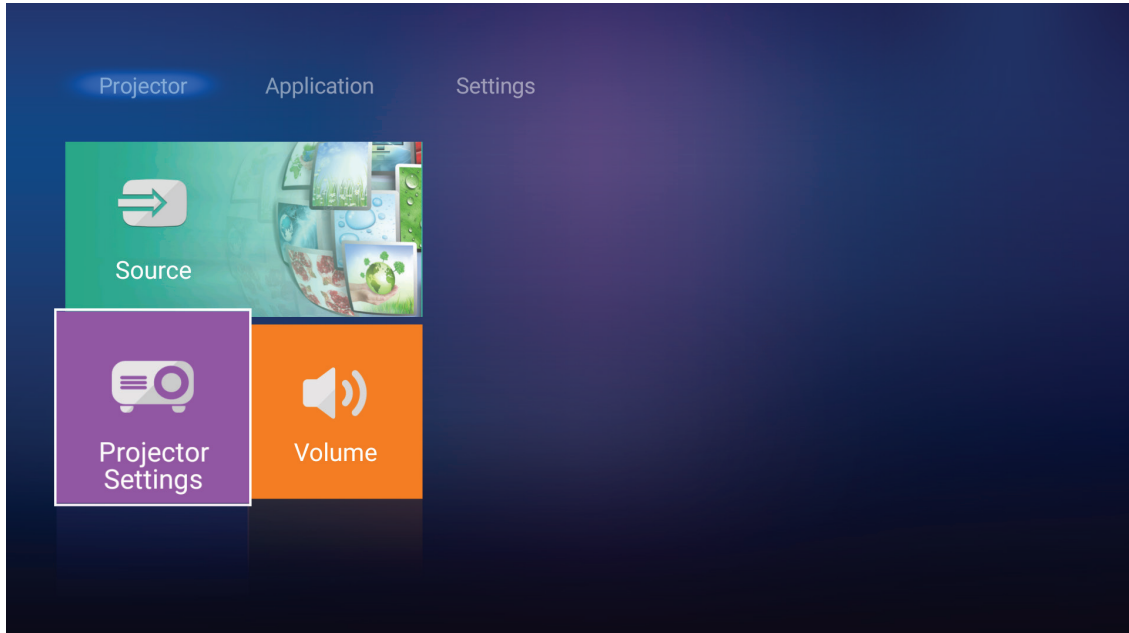 Projector
Application
Settings
Source
Projector
Settings
Volume